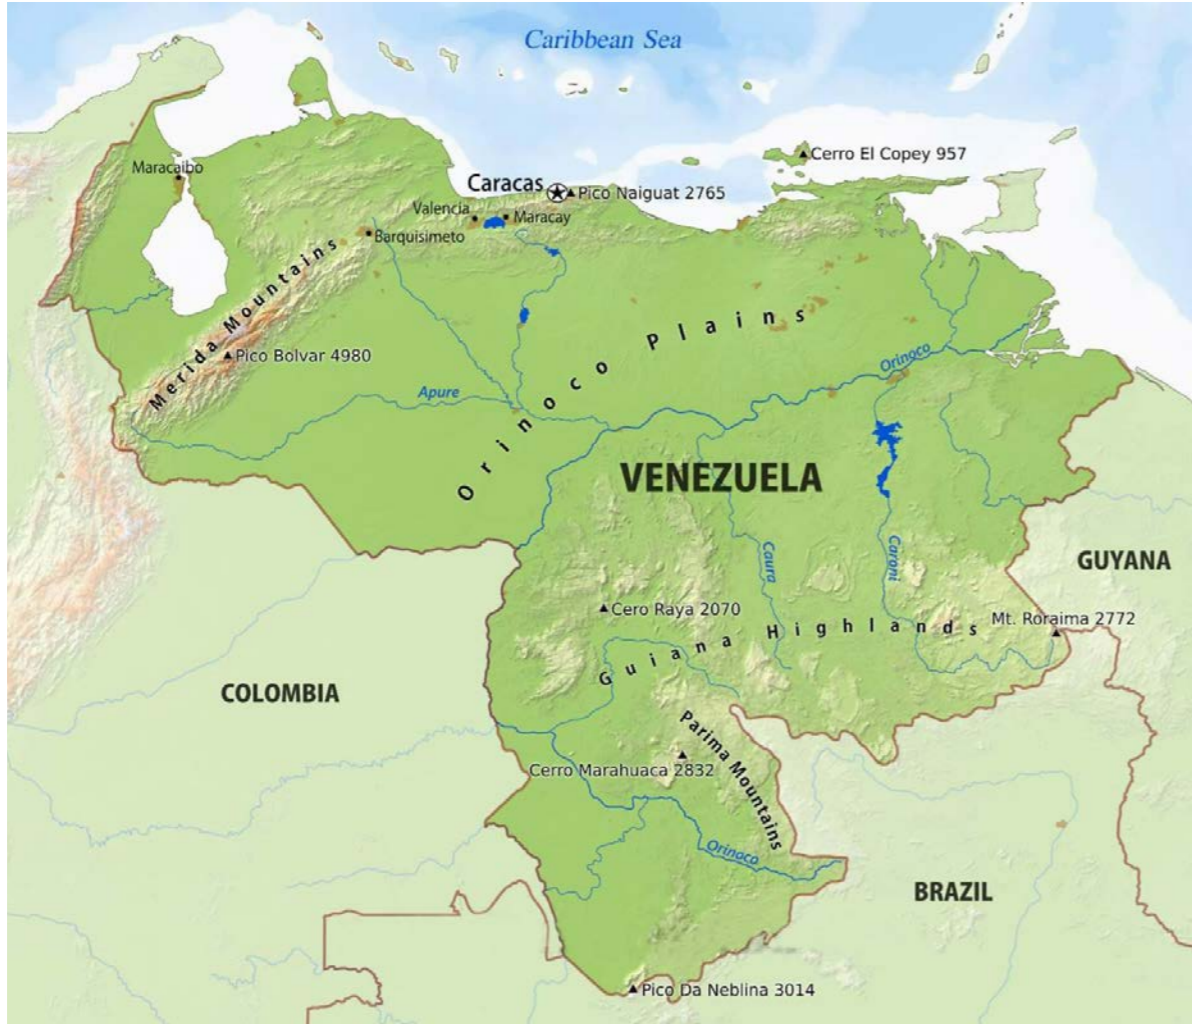 Caribbean Sea
Cerro El Copey 957
Maracaibo
Caracas
Pico Naiguat 2765
Valencia
Maracay
Barquisimeto
Merida Mountains
Pico Bolvar 4980
Orinoco Plains
Apure
Orinoco
VENEZUELA
Caura
Caroni
GUYANA
Cero Raya 2070
Mt. Roraima 2772
Guiana Highlands
COLOMBIA
Parima Mountains
Cerro Marahuaca 2832
Orinoco
BRAZIL
Pico Da Neblina 3014